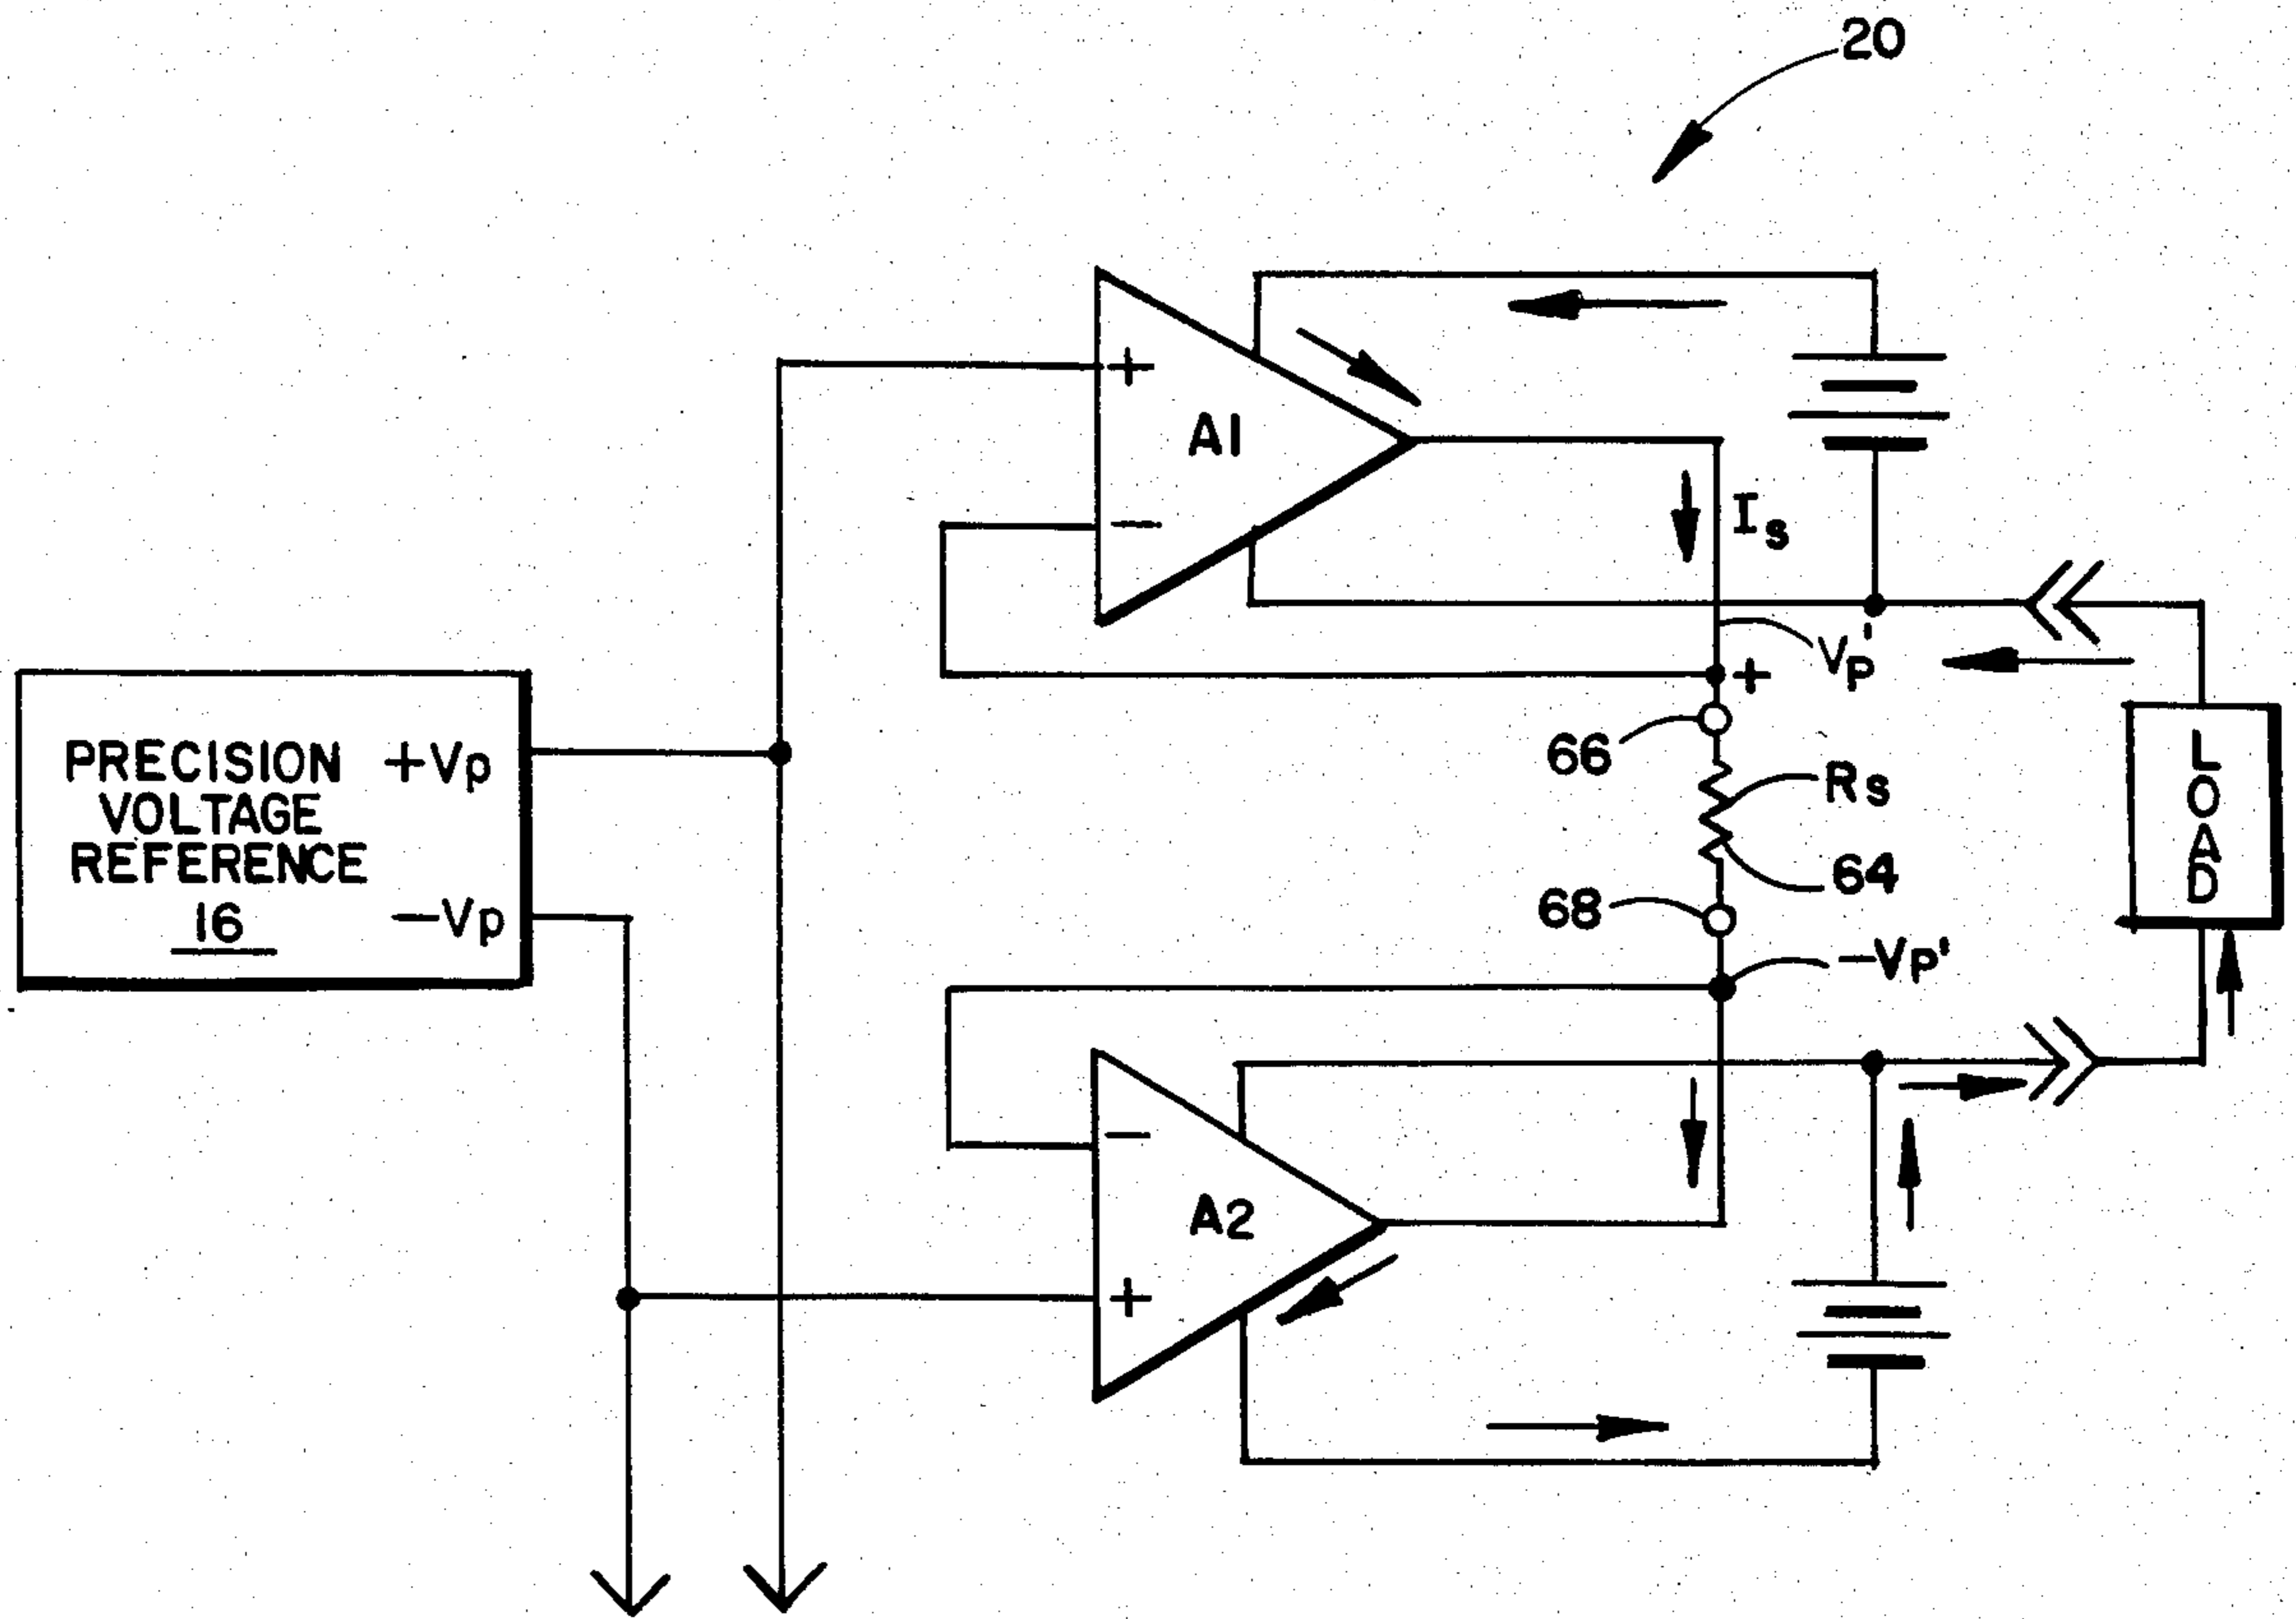 20
+
A1
−
Is
Vp'
+
66
Rs
64
68
−Vp'
PRECISION +Vp
VOLTAGE
REFERENCE
16 −Vp
LOAD
−
A2
+